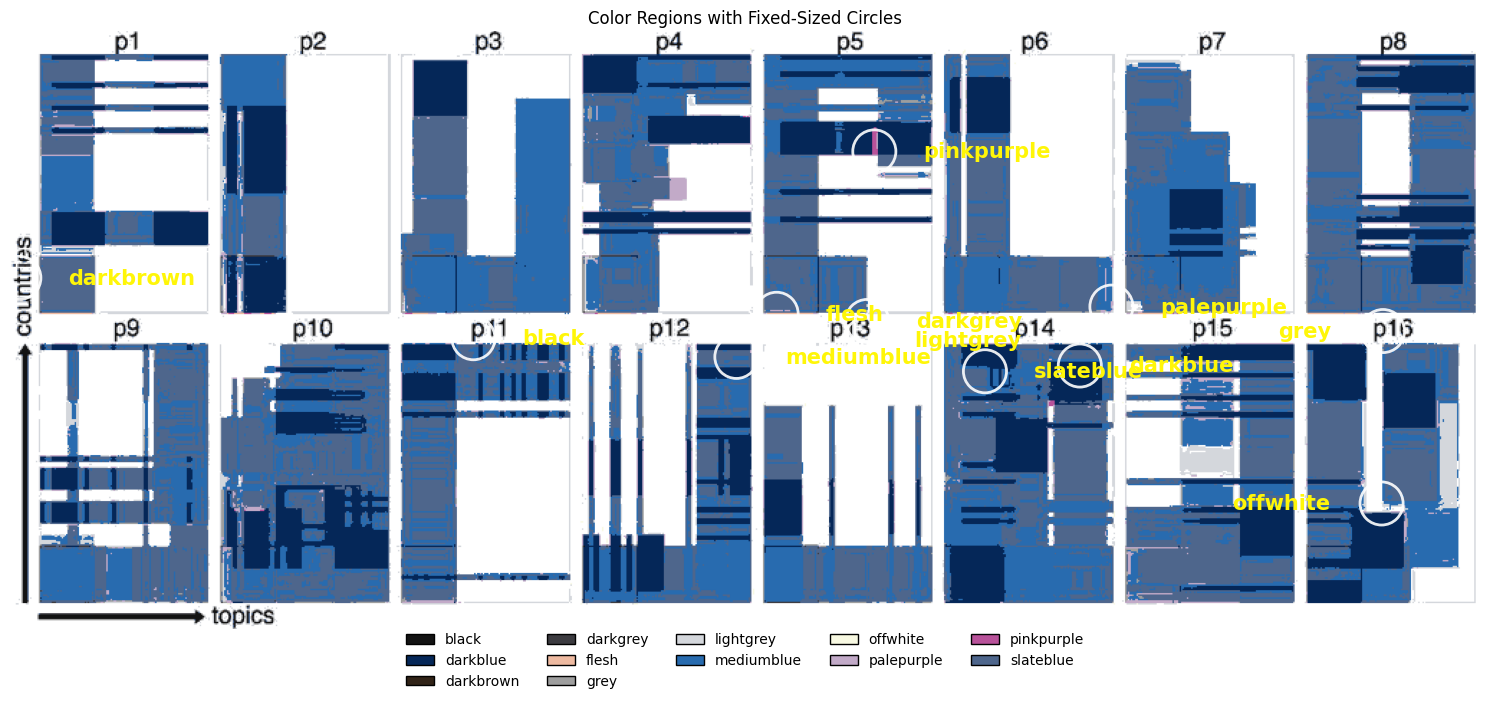 Color Regions with Fixed-Sized Circles
p1 p2 p3 p4 p5 p6 p7 p8
pinkpurple
countries
darkbrown
flesh
palepurple
darkgrey
p9 p10 p11 p12 p13 p14 p15 p16
black
grey
lightgrey
mediumblue
slateblue
darkblue
offwhite
topics
black darkgrey lightgrey offwhite pinkpurple
darkblue flesh mediumblue palepurple slateblue
darkbrown grey